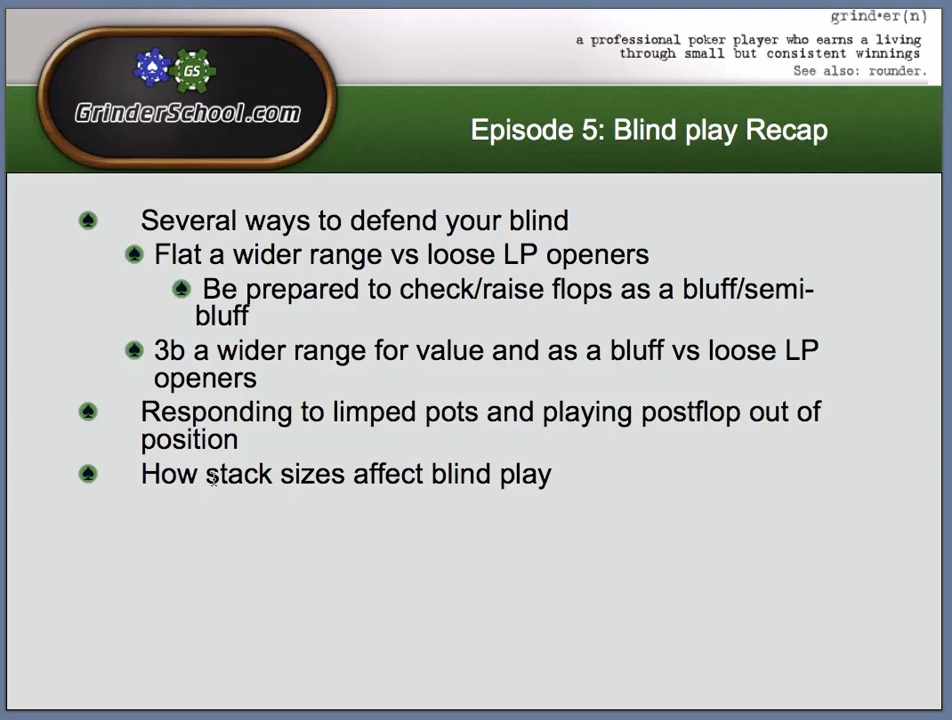 grind•er(n)
a professional poker player who earns a living
through small but consistent winnings
See also: rounder.
GS
GrinderSchool.com
Episode 5: Blind play Recap
Several ways to defend your blind
Flat a wider range vs loose LP openers
Be prepared to check/raise flops as a bluff/semi-
bluff
3b a wider range for value and as a bluff vs loose LP
openers
Responding to limped pots and playing postflop out of
position
How stack sizes affect blind play